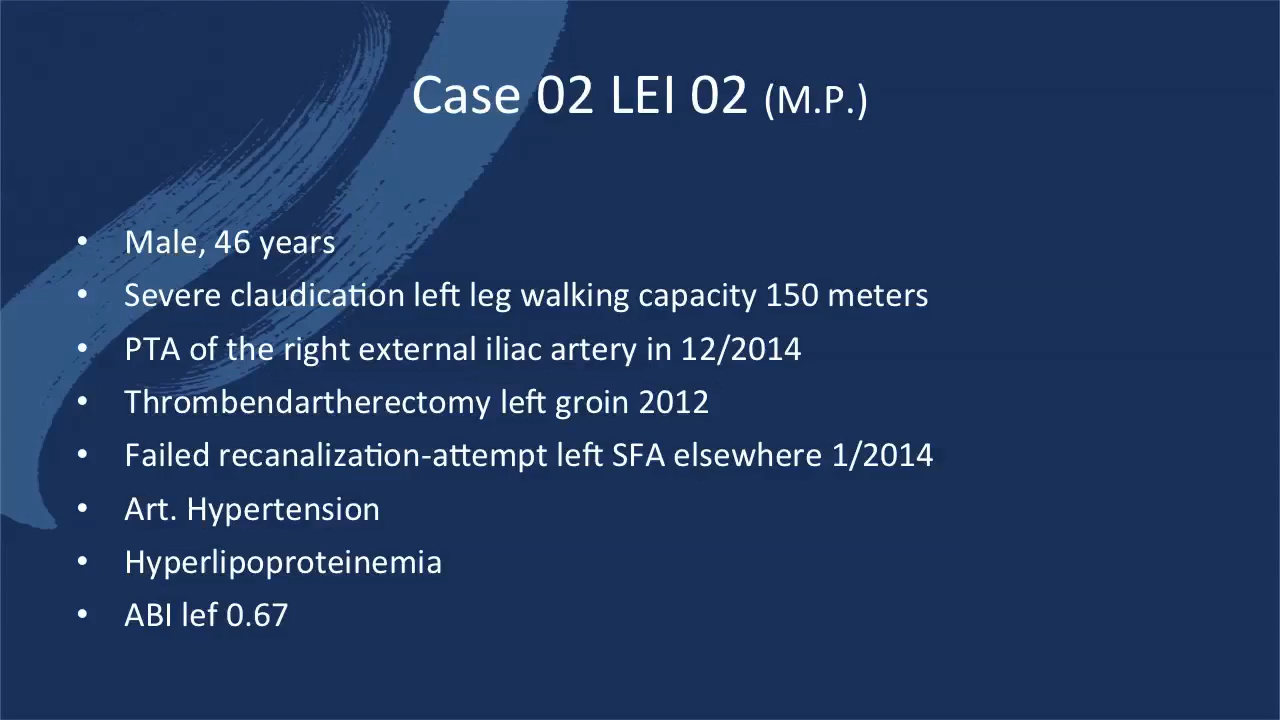 Case 02 LEI 02 (M.P.)
• Male, 46 years
• Severe claudication left leg walking capacity 150 meters
• PTA of the right external iliac artery in 12/2014
• Thrombendartherectomy left groin 2012
• Failed recanalization-attempt left SFA elsewhere 1/2014
• Art. Hypertension
• Hyperlipoproteinemia
• ABI lef 0.67